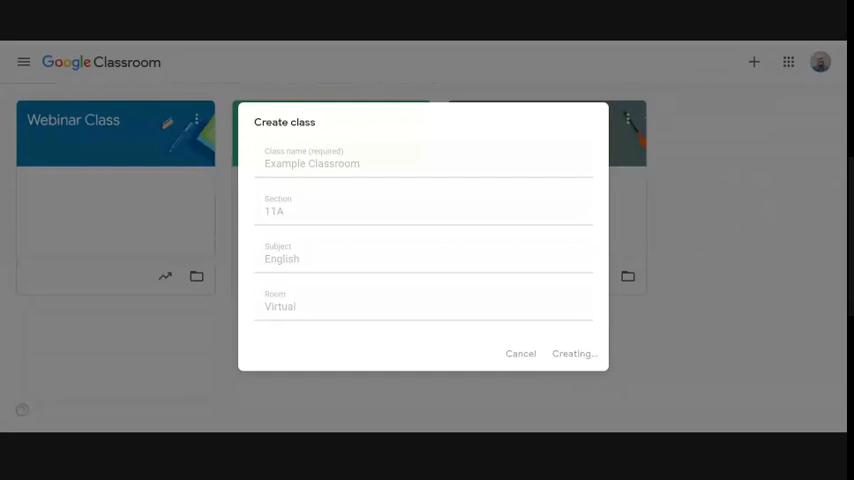 Google Classroom
Webinar Class
Create class
Class name (required)
Example Classroom
Section
11A
Subject
English
Room
Virtual
Cancel
Creating...